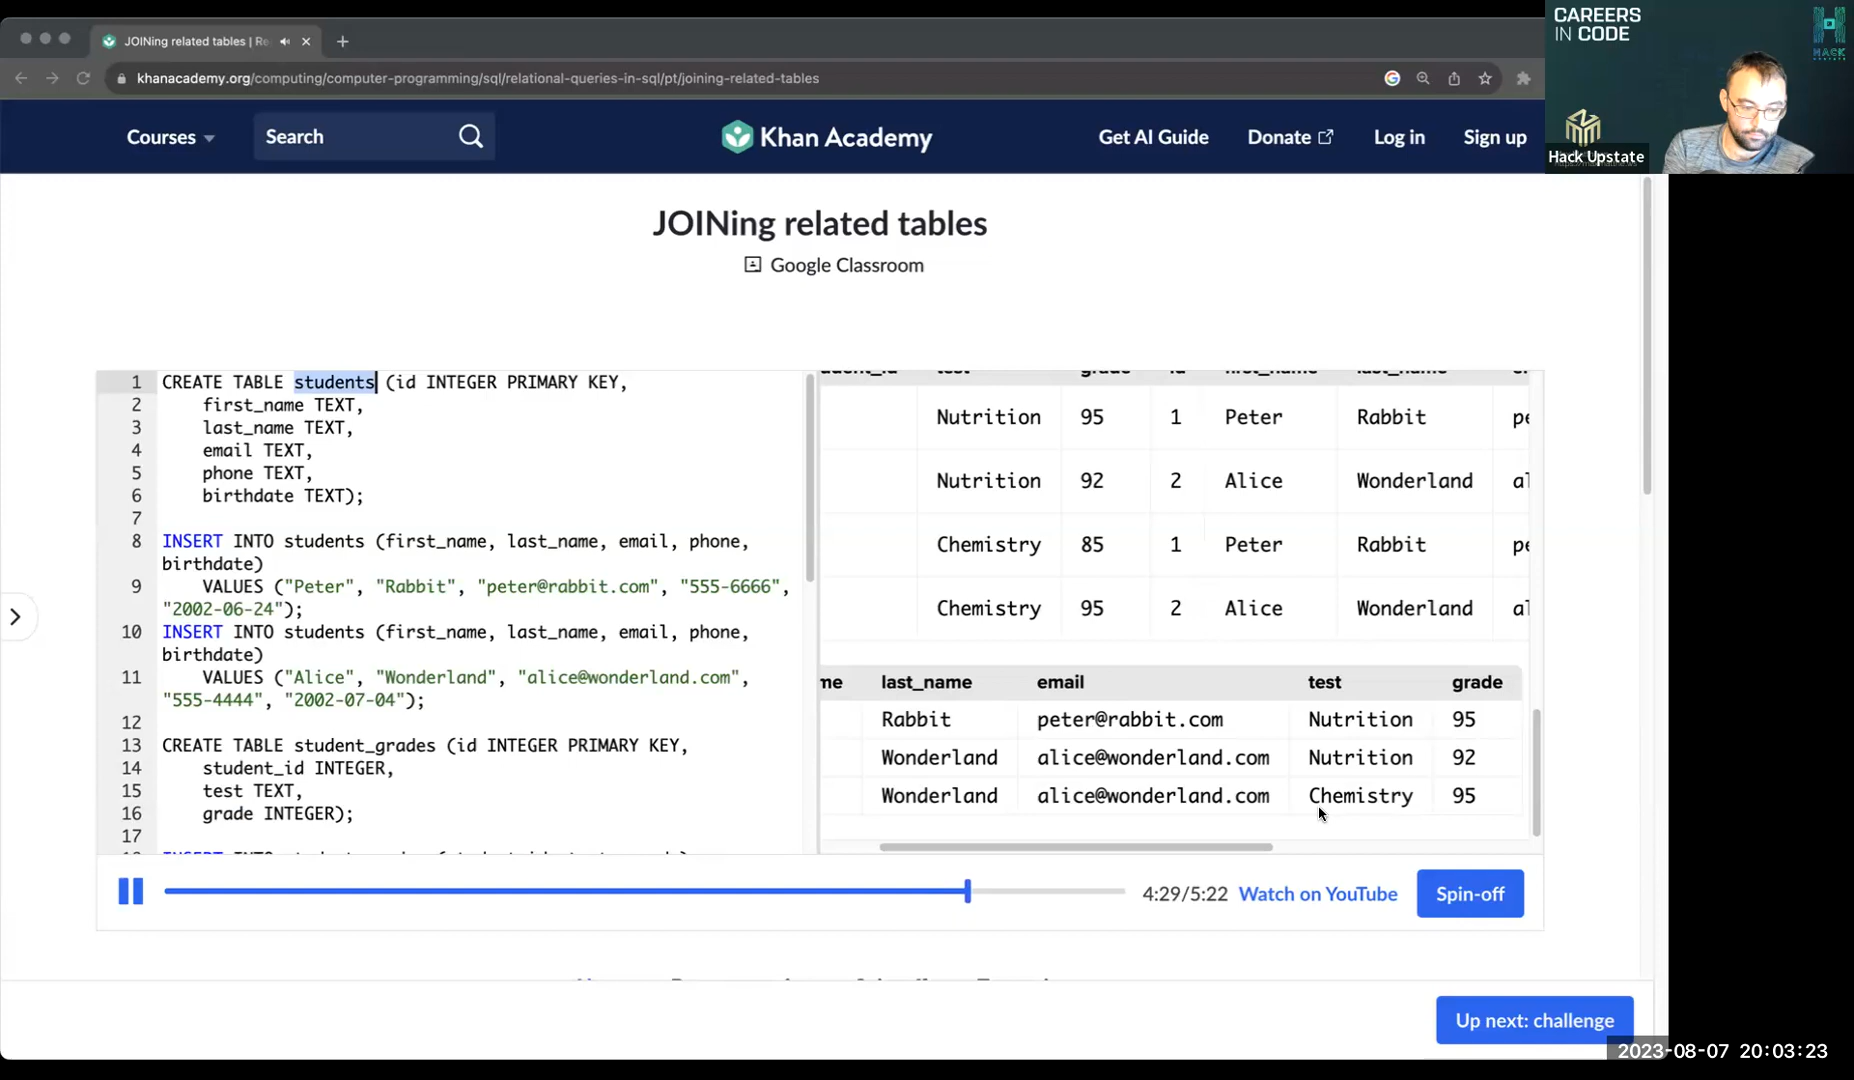 JOINing related tables | Re
khanacademy.org/computing/computer-programming/sql/relational-queries-in-sql/pt/joining-related-tables
CAREERS
IN CODE
HACK
Hack Upstate
Courses
Search
Khan Academy
Get AI Guide
Donate
Log in
Sign up
JOINing related tables
Google Classroom
1 CREATE TABLE students (id INTEGER PRIMARY KEY,
2 first_name TEXT,
3 last_name TEXT,
4 email TEXT,
5 phone TEXT,
6 birthdate TEXT);
7
8 INSERT INTO students (first_name, last_name, email, phone,
birthdate)
9 VALUES ("Peter", "Rabbit", "peter@rabbit.com", "555-6666",
"2002-06-24");
10 INSERT INTO students (first_name, last_name, email, phone,
birthdate)
11 VALUES ("Alice", "Wonderland", "alice@wonderland.com",
"555-4444", "2002-07-04");
12
13 CREATE TABLE student_grades (id INTEGER PRIMARY KEY,
14 student_id INTEGER,
15 test TEXT,
16 grade INTEGER);
17
Nutrition 95 1 Peter Rabbit pe
Nutrition 92 2 Alice Wonderland al
Chemistry 85 1 Peter Rabbit pe
Chemistry 95 2 Alice Wonderland al
me last_name email test grade
Rabbit peter@rabbit.com Nutrition 95
Wonderland alice@wonderland.com Nutrition 92
Wonderland alice@wonderland.com Chemistry 95
4:29/5:22
Watch on YouTube
Spin-off
Up next: challenge
2023-08-07 20:03:23